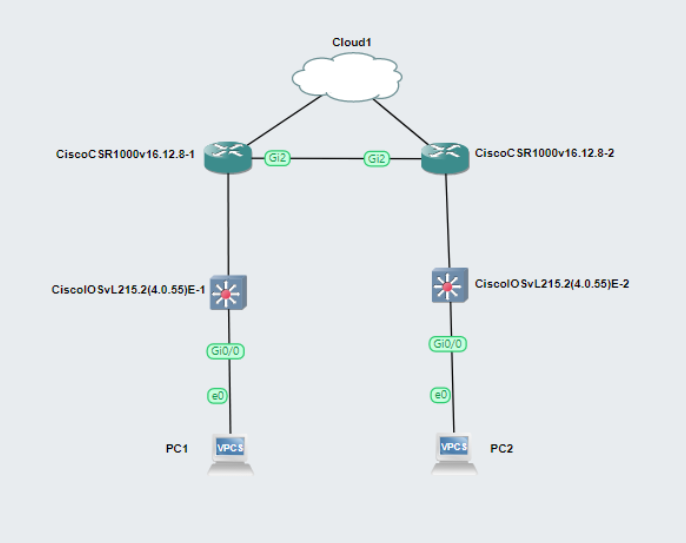 Cloud1
CiscoCSR1000v16.12.8-1
Gi2
Gi2
CiscoCSR1000v16.12.8-2
CiscoIOSvL215.2(4.0.55)E-1
CiscoIOSvL215.2(4.0.55)E-2
Gi0/0
Gi0/0
e0
e0
PC1
VPCS
VPCS
PC2